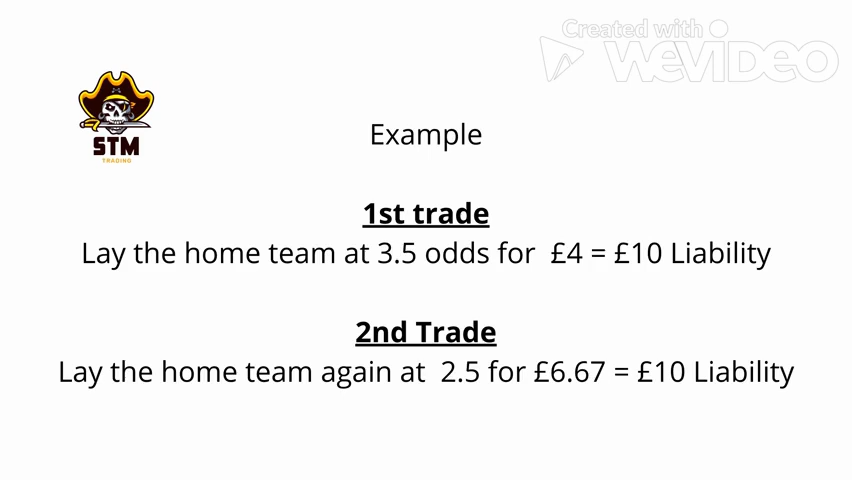 Created with
WEVIDEO
STM
TRADING
Example
1st trade
Lay the home team at 3.5 odds for £4 = £10 Liability
2nd Trade
Lay the home team again at 2.5 for £6.67 = £10 Liability